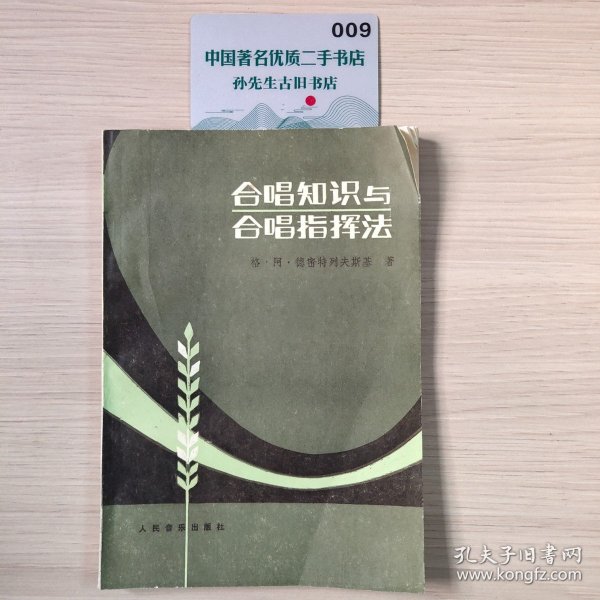 009
中国著名优质二手书店
孙先生古旧书店
合唱知识与
合唱指挥法
格·阿·德密特列夫斯基 著
人民音乐出版社
孔夫子旧书网
www.kongfz.com